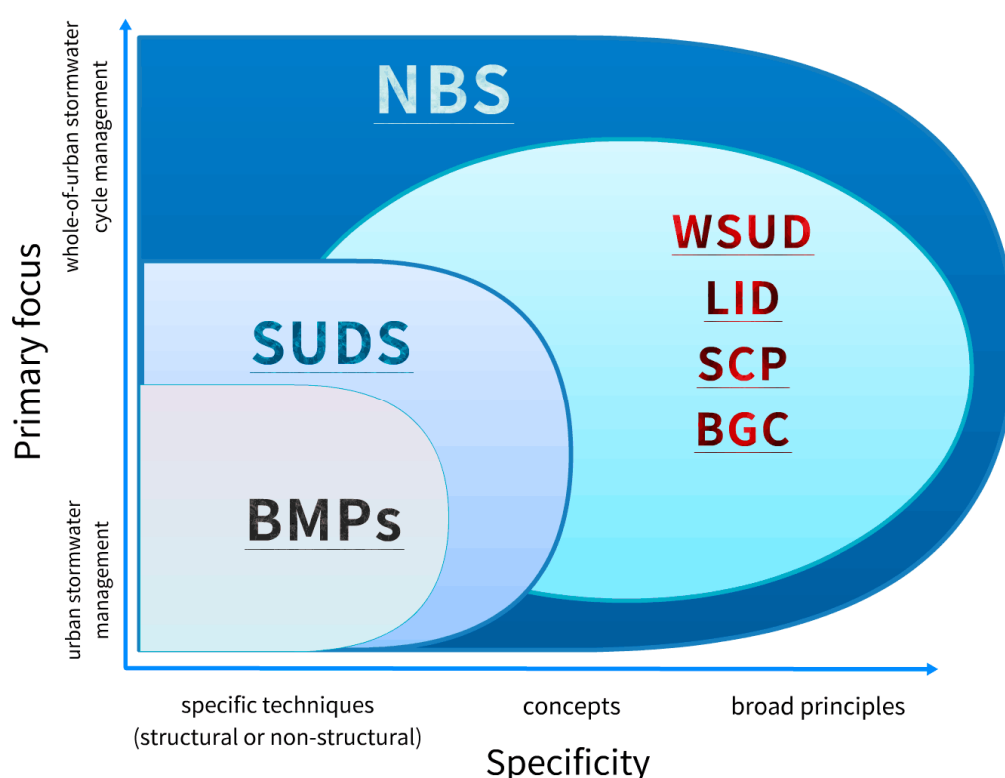 NBS
WSUD
LID
SCP
BGC
SUDS
BMPs
Primary focus
whole-of-urban stormwater
cycle management
urban stormwater
management
specific techniques
(structural or non-structural)
concepts
broad principles
Specificity